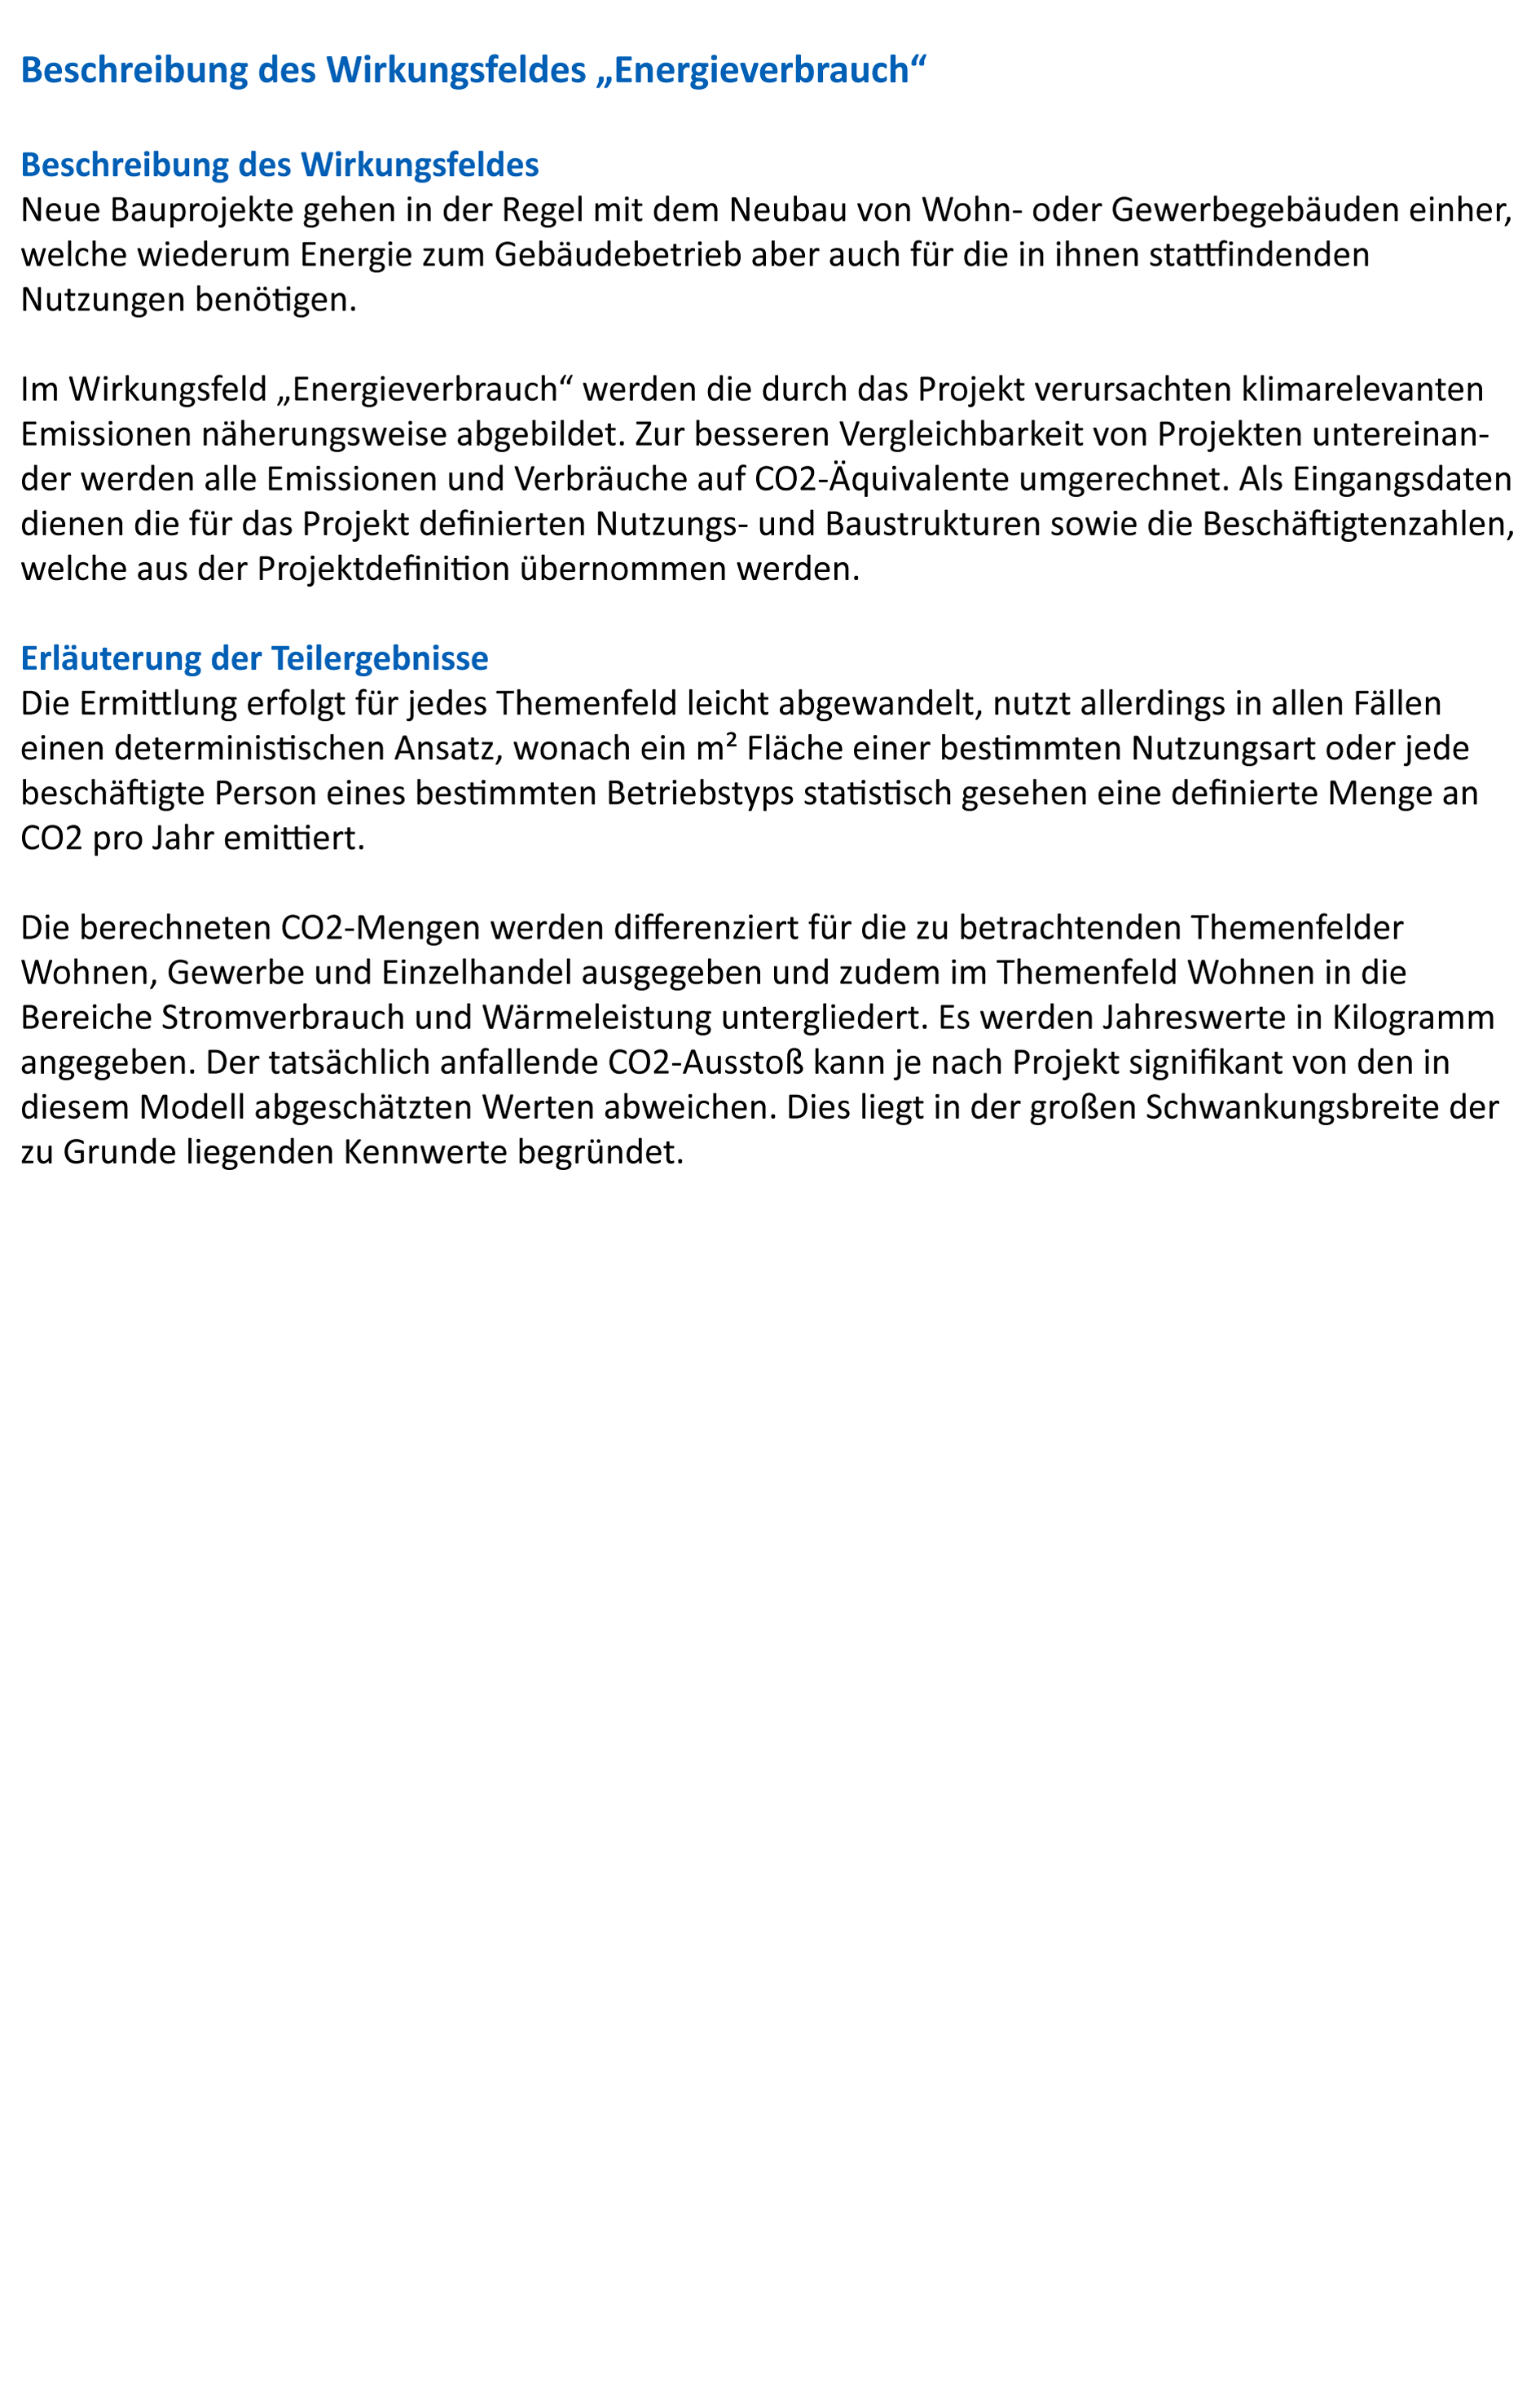 Beschreibung des Wirkungsfeldes „Energieverbrauch“
Beschreibung des Wirkungsfeldes
Neue Bauprojekte gehen in der Regel mit dem Neubau von Wohn- oder Gewerbegebäuden einher,
welche wiederum Energie zum Gebäudebetrieb aber auch für die in ihnen stattfindenden
Nutzungen benötigen.
Im Wirkungsfeld „Energieverbrauch“ werden die durch das Projekt verursachten klimarelevanten
Emissionen näherungsweise abgebildet. Zur besseren Vergleichbarkeit von Projekten untereinan-
der werden alle Emissionen und Verbräuche auf CO2-Äquivalente umgerechnet. Als Eingangsdaten
dienen die für das Projekt definierten Nutzungs- und Baustrukturen sowie die Beschäftigtenzahlen,
welche aus der Projektdefinition übernommen werden.
Erläuterung der Teilergebnisse
Die Ermittlung erfolgt für jedes Themenfeld leicht abgewandelt, nutzt allerdings in allen Fällen
einen deterministischen Ansatz, wonach ein m² Fläche einer bestimmten Nutzungsart oder jede
beschäftigte Person eines bestimmten Betriebstyps statistisch gesehen eine definierte Menge an
CO2 pro Jahr emittiert.
Die berechneten CO2-Mengen werden differenziert für die zu betrachtenden Themenfelder
Wohnen, Gewerbe und Einzelhandel ausgegeben und zudem im Themenfeld Wohnen in die
Bereiche Stromverbrauch und Wärmeleistung untergliedert. Es werden Jahreswerte in Kilogramm
angegeben. Der tatsächlich anfallende CO2-Ausstoß kann je nach Projekt signifikant von den in
diesem Modell abgeschätzten Werten abweichen. Dies liegt in der großen Schwankungsbreite der
zu Grunde liegenden Kennwerte begründet.